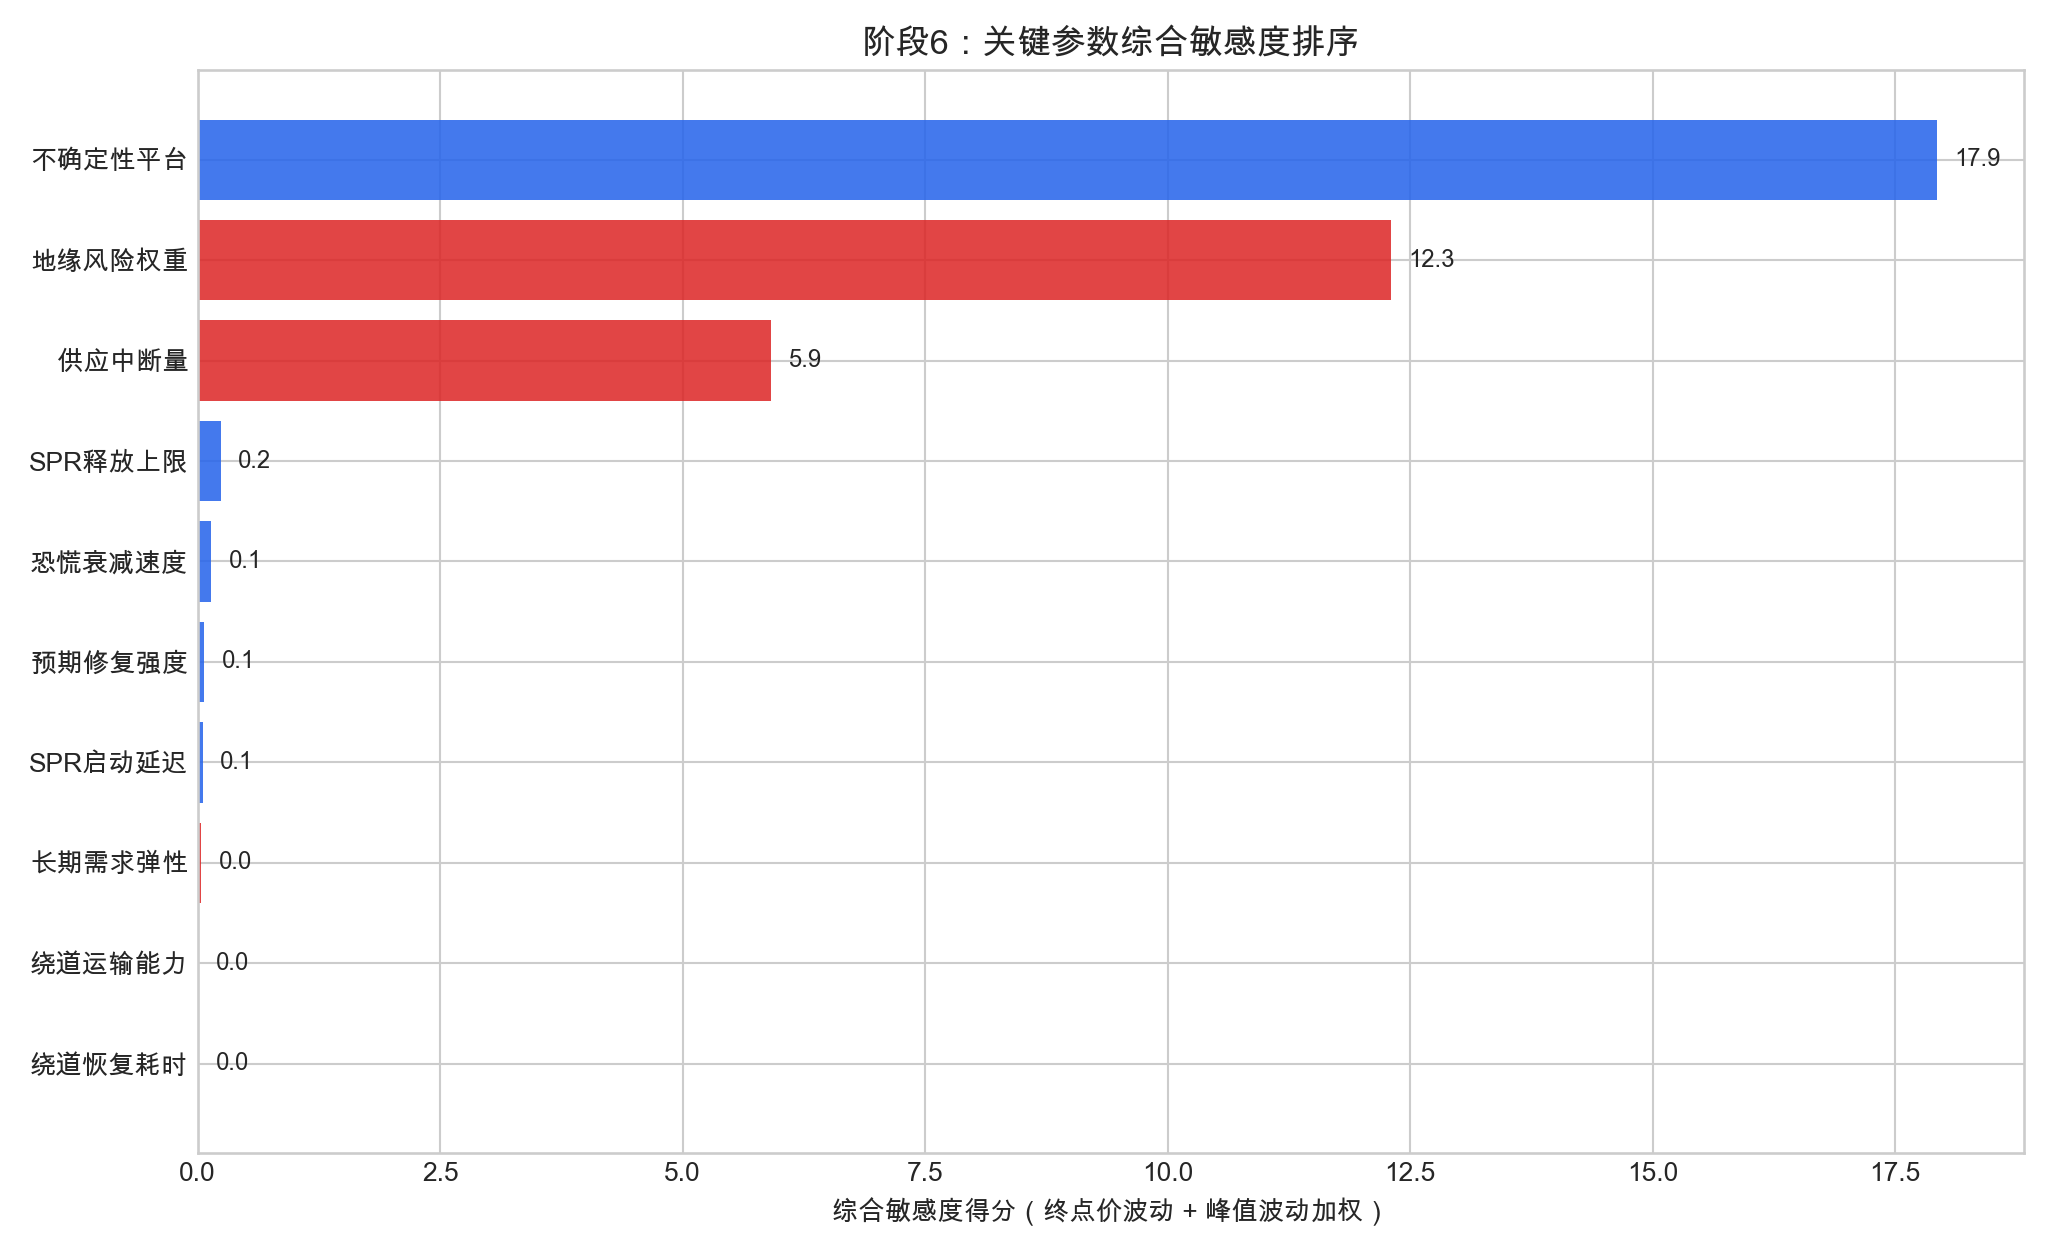 阶段6：关键参数综合敏感度排序
不确定性平台 17.9
地缘风险权重 12.3
供应中断量 5.9
SPR释放上限 0.2
恐慌衰减速度 0.1
预期修复强度 0.1
SPR启动延迟 0.1
长期需求弹性 0.0
绕道运输能力 0.0
绕道恢复耗时 0.0
0.0 2.5 5.0 7.5 10.0 12.5 15.0 17.5
综合敏感度得分（终点价波动 + 峰值波动加权）